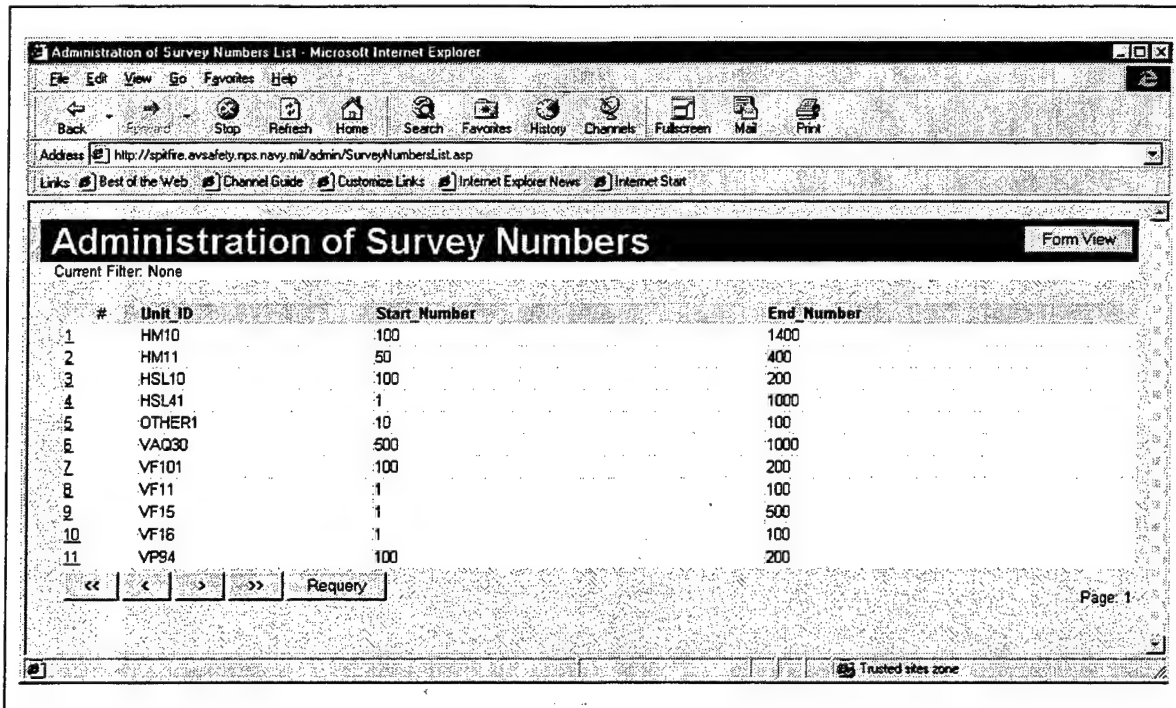 Administration of Survey Numbers List - Microsoft Internet Explorer
File Edit View Go Favorites Help
Back Forward Stop Refresh Home Search Favorites History Channels Fullscreen Mail Print
Address http://spitfire.avsafety.nps.navy.mil/admin/SurveyNumbersList.asp
Links Best of the Web Channel Guide Customize Links Internet Explorer News Internet Start
Administration of Survey Numbers Form View
Current Filter: None
# Unit_ID Start_Number End_Number
1 HM10 100 1400
2 HM11 50 400
3 HSL10 100 200
4 HSL41 1 1000
5 OTHER1 10 100
6 VAQ30 500 1000
7 VF101 100 200
8 VF11 1 100
9 VF15 1 500
10 VF16 1 100
11 VP94 100 200
<< < > >> Requery
Page: 1
Trusted sites zone